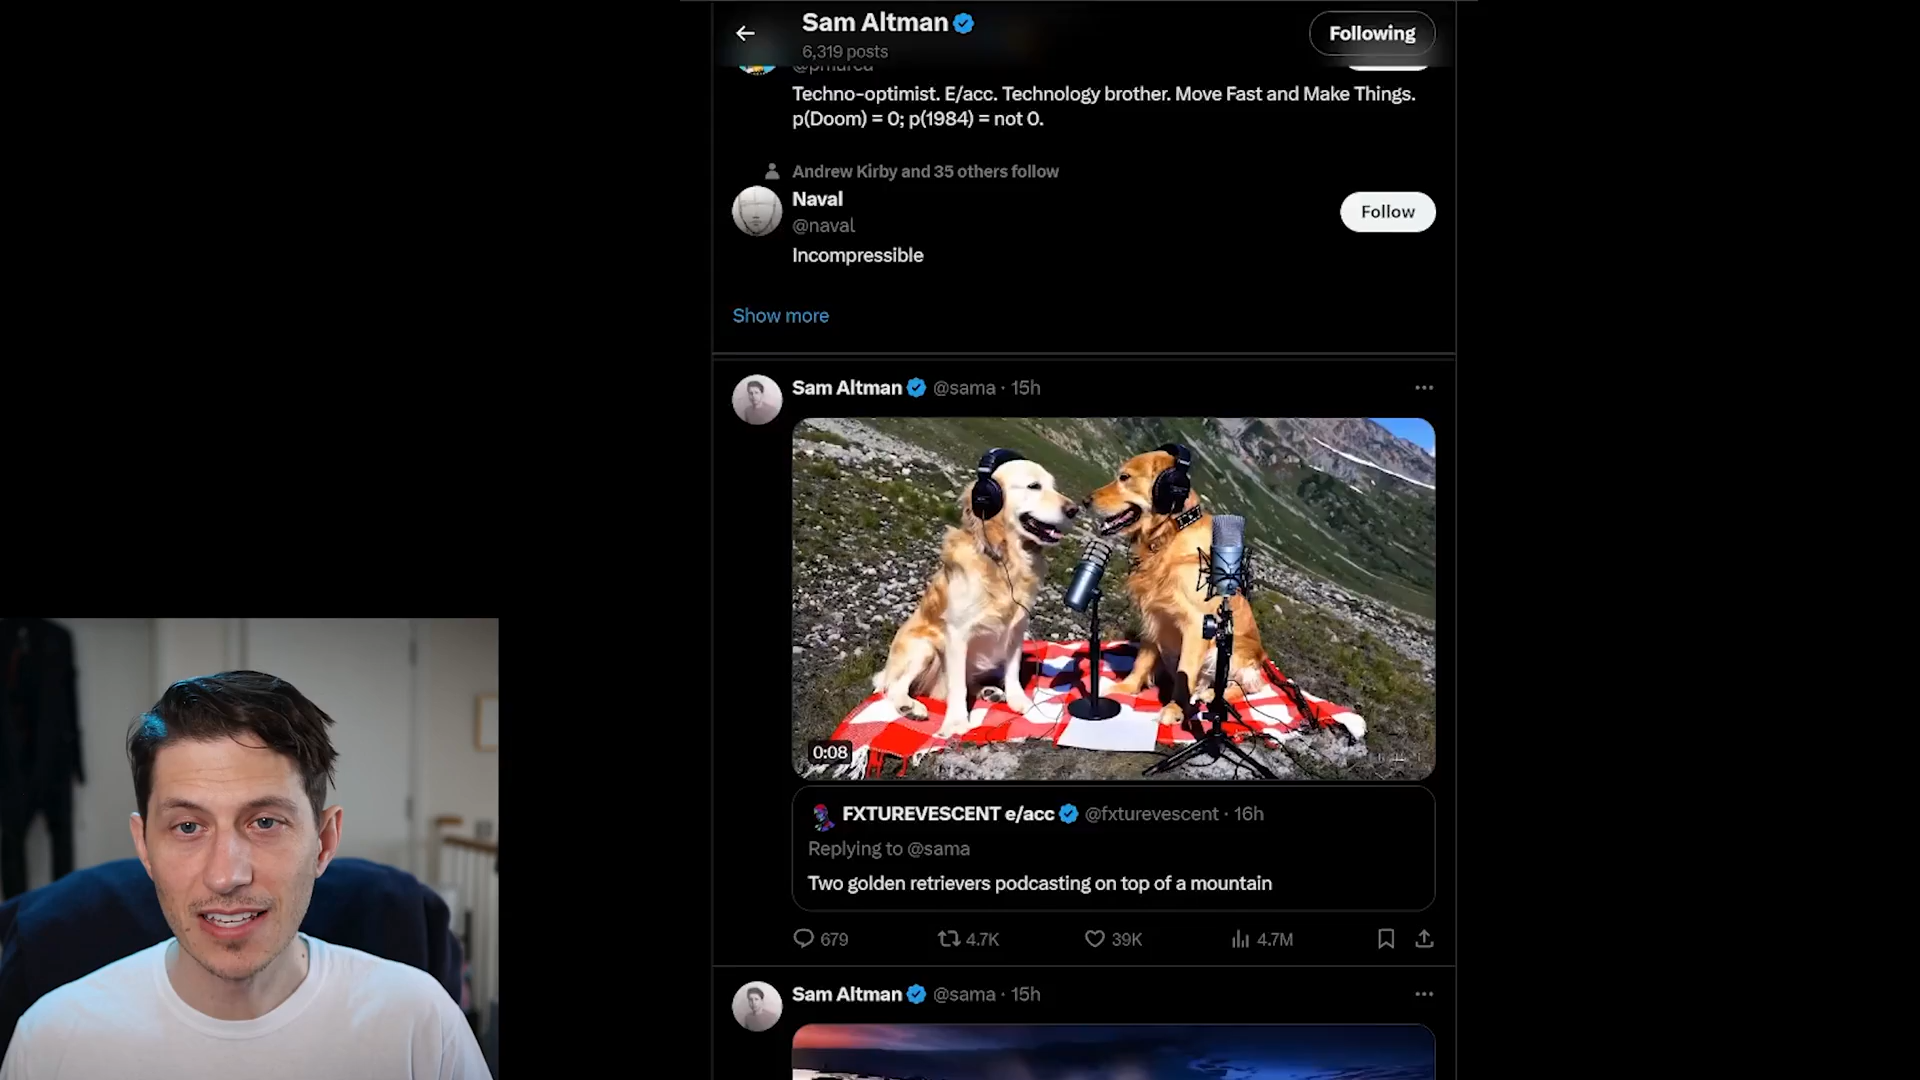 Sam Altman
6,319 posts
Following
@pmarca
Techno-optimist. E/acc. Technology brother. Move Fast and Make Things.
p(Doom) = 0; p(1984) = not 0.
Andrew Kirby and 35 others follow
Naval
@naval
Incompressible
Follow
Show more
Sam Altman @sama · 15h
0:08
FXTUREVESCENT e/acc @fxturevescent · 16h
Replying to @sama
Two golden retrievers podcasting on top of a mountain
679 4.7K 39K 4.7M
Sam Altman @sama · 15h